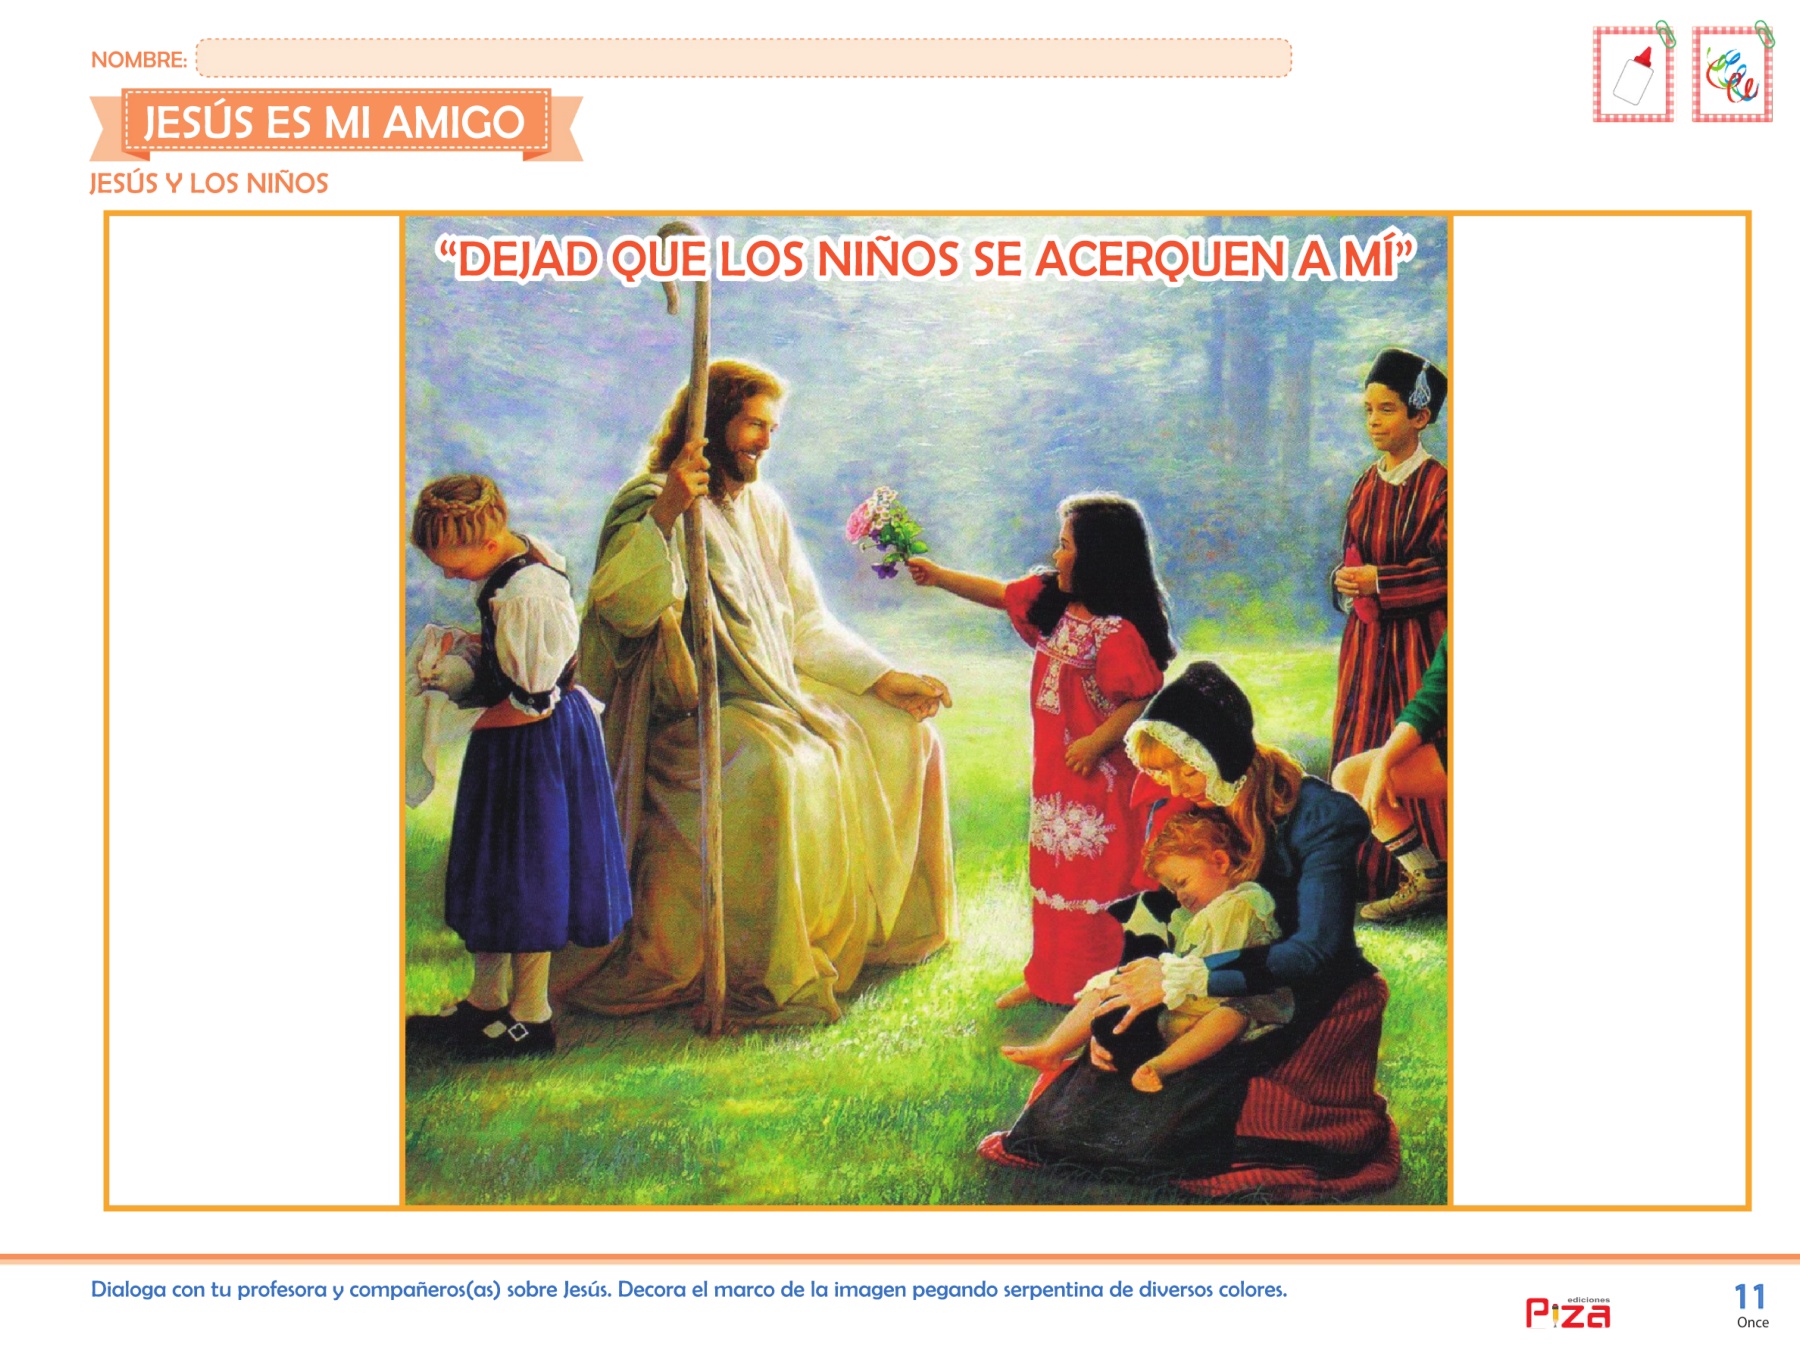 NOMBRE:
JESÚS ES MI AMIGO
JESÚS Y LOS NIÑOS
“DEJAD QUE LOS NIÑOS SE ACERQUEN A MÍ”
Dialoga con tu profesora y compañeros(as) sobre Jesús. Decora el marco de la imagen pegando serpentina de diversos colores.
ediciones
Piza
11
Once